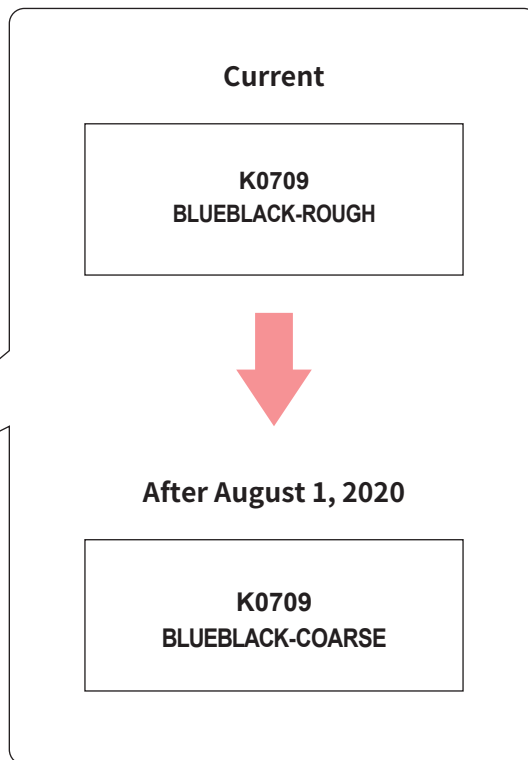 Current
K0709
BLUEBLACK-ROUGH
After August 1, 2020
K0709
BLUEBLACK-COARSE